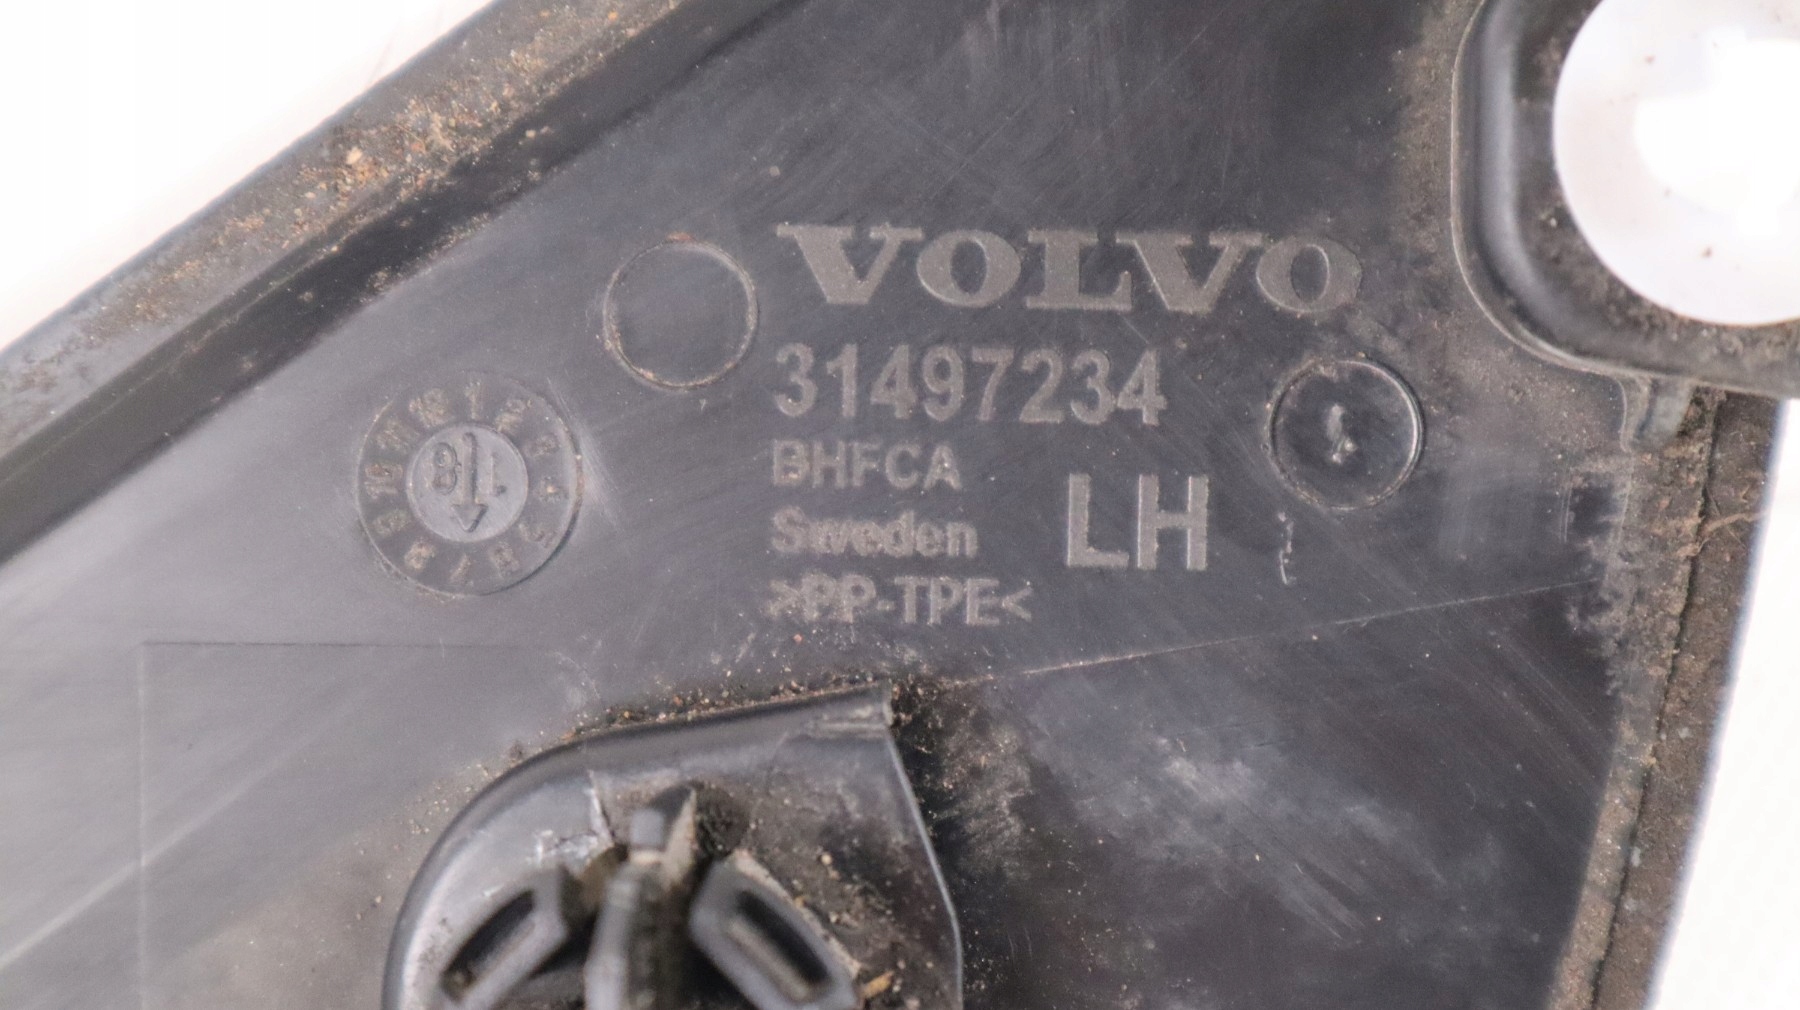 VOLVO
31497234
BHFCA
Sweden
LH
>PP-TPE<